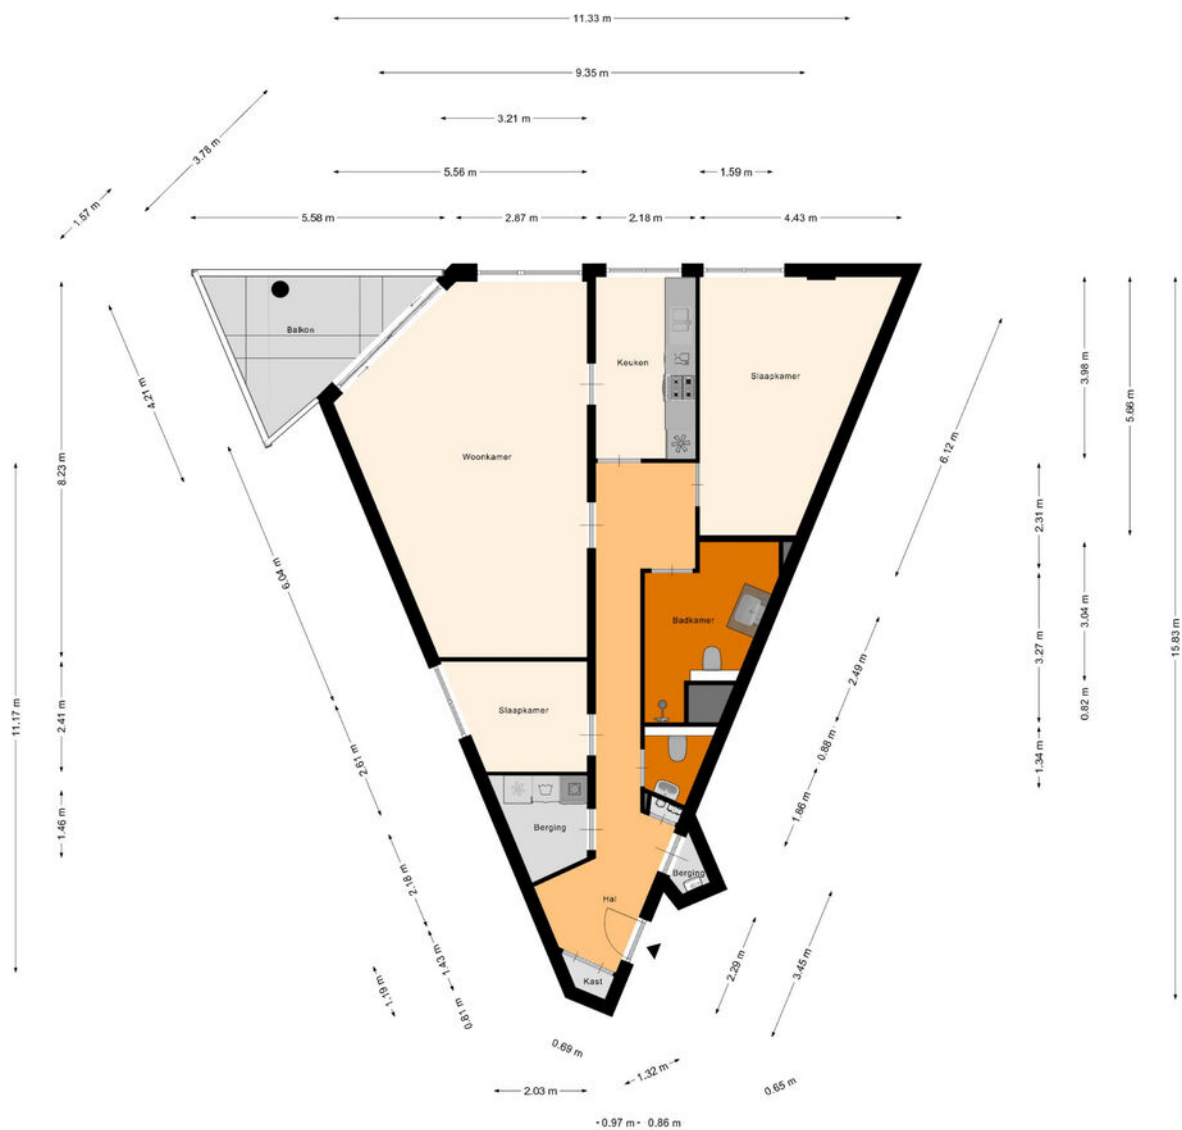 11.33 m
9.35 m
3.21 m
3.78 m
5.56 m
1.59 m
1.57 m
5.58 m
2.87 m
2.18 m
4.43 m
Balkon
Keuken
Slaapkamer
4.21 m
3.98 m
5.66 m
6.12 m
8.23 m
Woonkamer
2.31 m
6.04 m
3.04 m
Badkamer
3.27 m
15.83 m
2.49 m
Slaapkamer
11.17 m
2.41 m
0.82 m
2.61 m
0.88 m
1.34 m
1.86 m
1.46 m
Berging
Berging
2.18 m
Hal
1.43 m
2.29 m
3.45 m
Kast
1.19 m
0.81 m
0.69 m
1.32 m
0.65 m
2.03 m
0.97 m
0.86 m